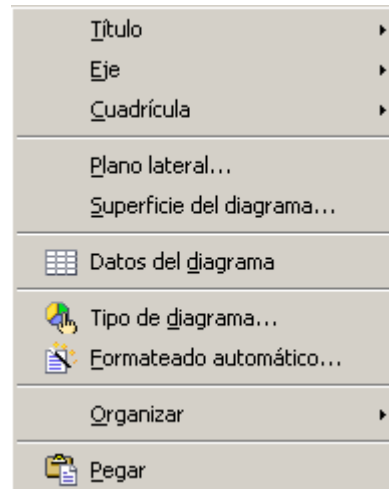 Título
Eje
Cuadrícula
Plano lateral...
Superficie del diagrama...
Datos del diagrama
Tipo de diagrama...
Formateado automático...
Organizar
Pegar